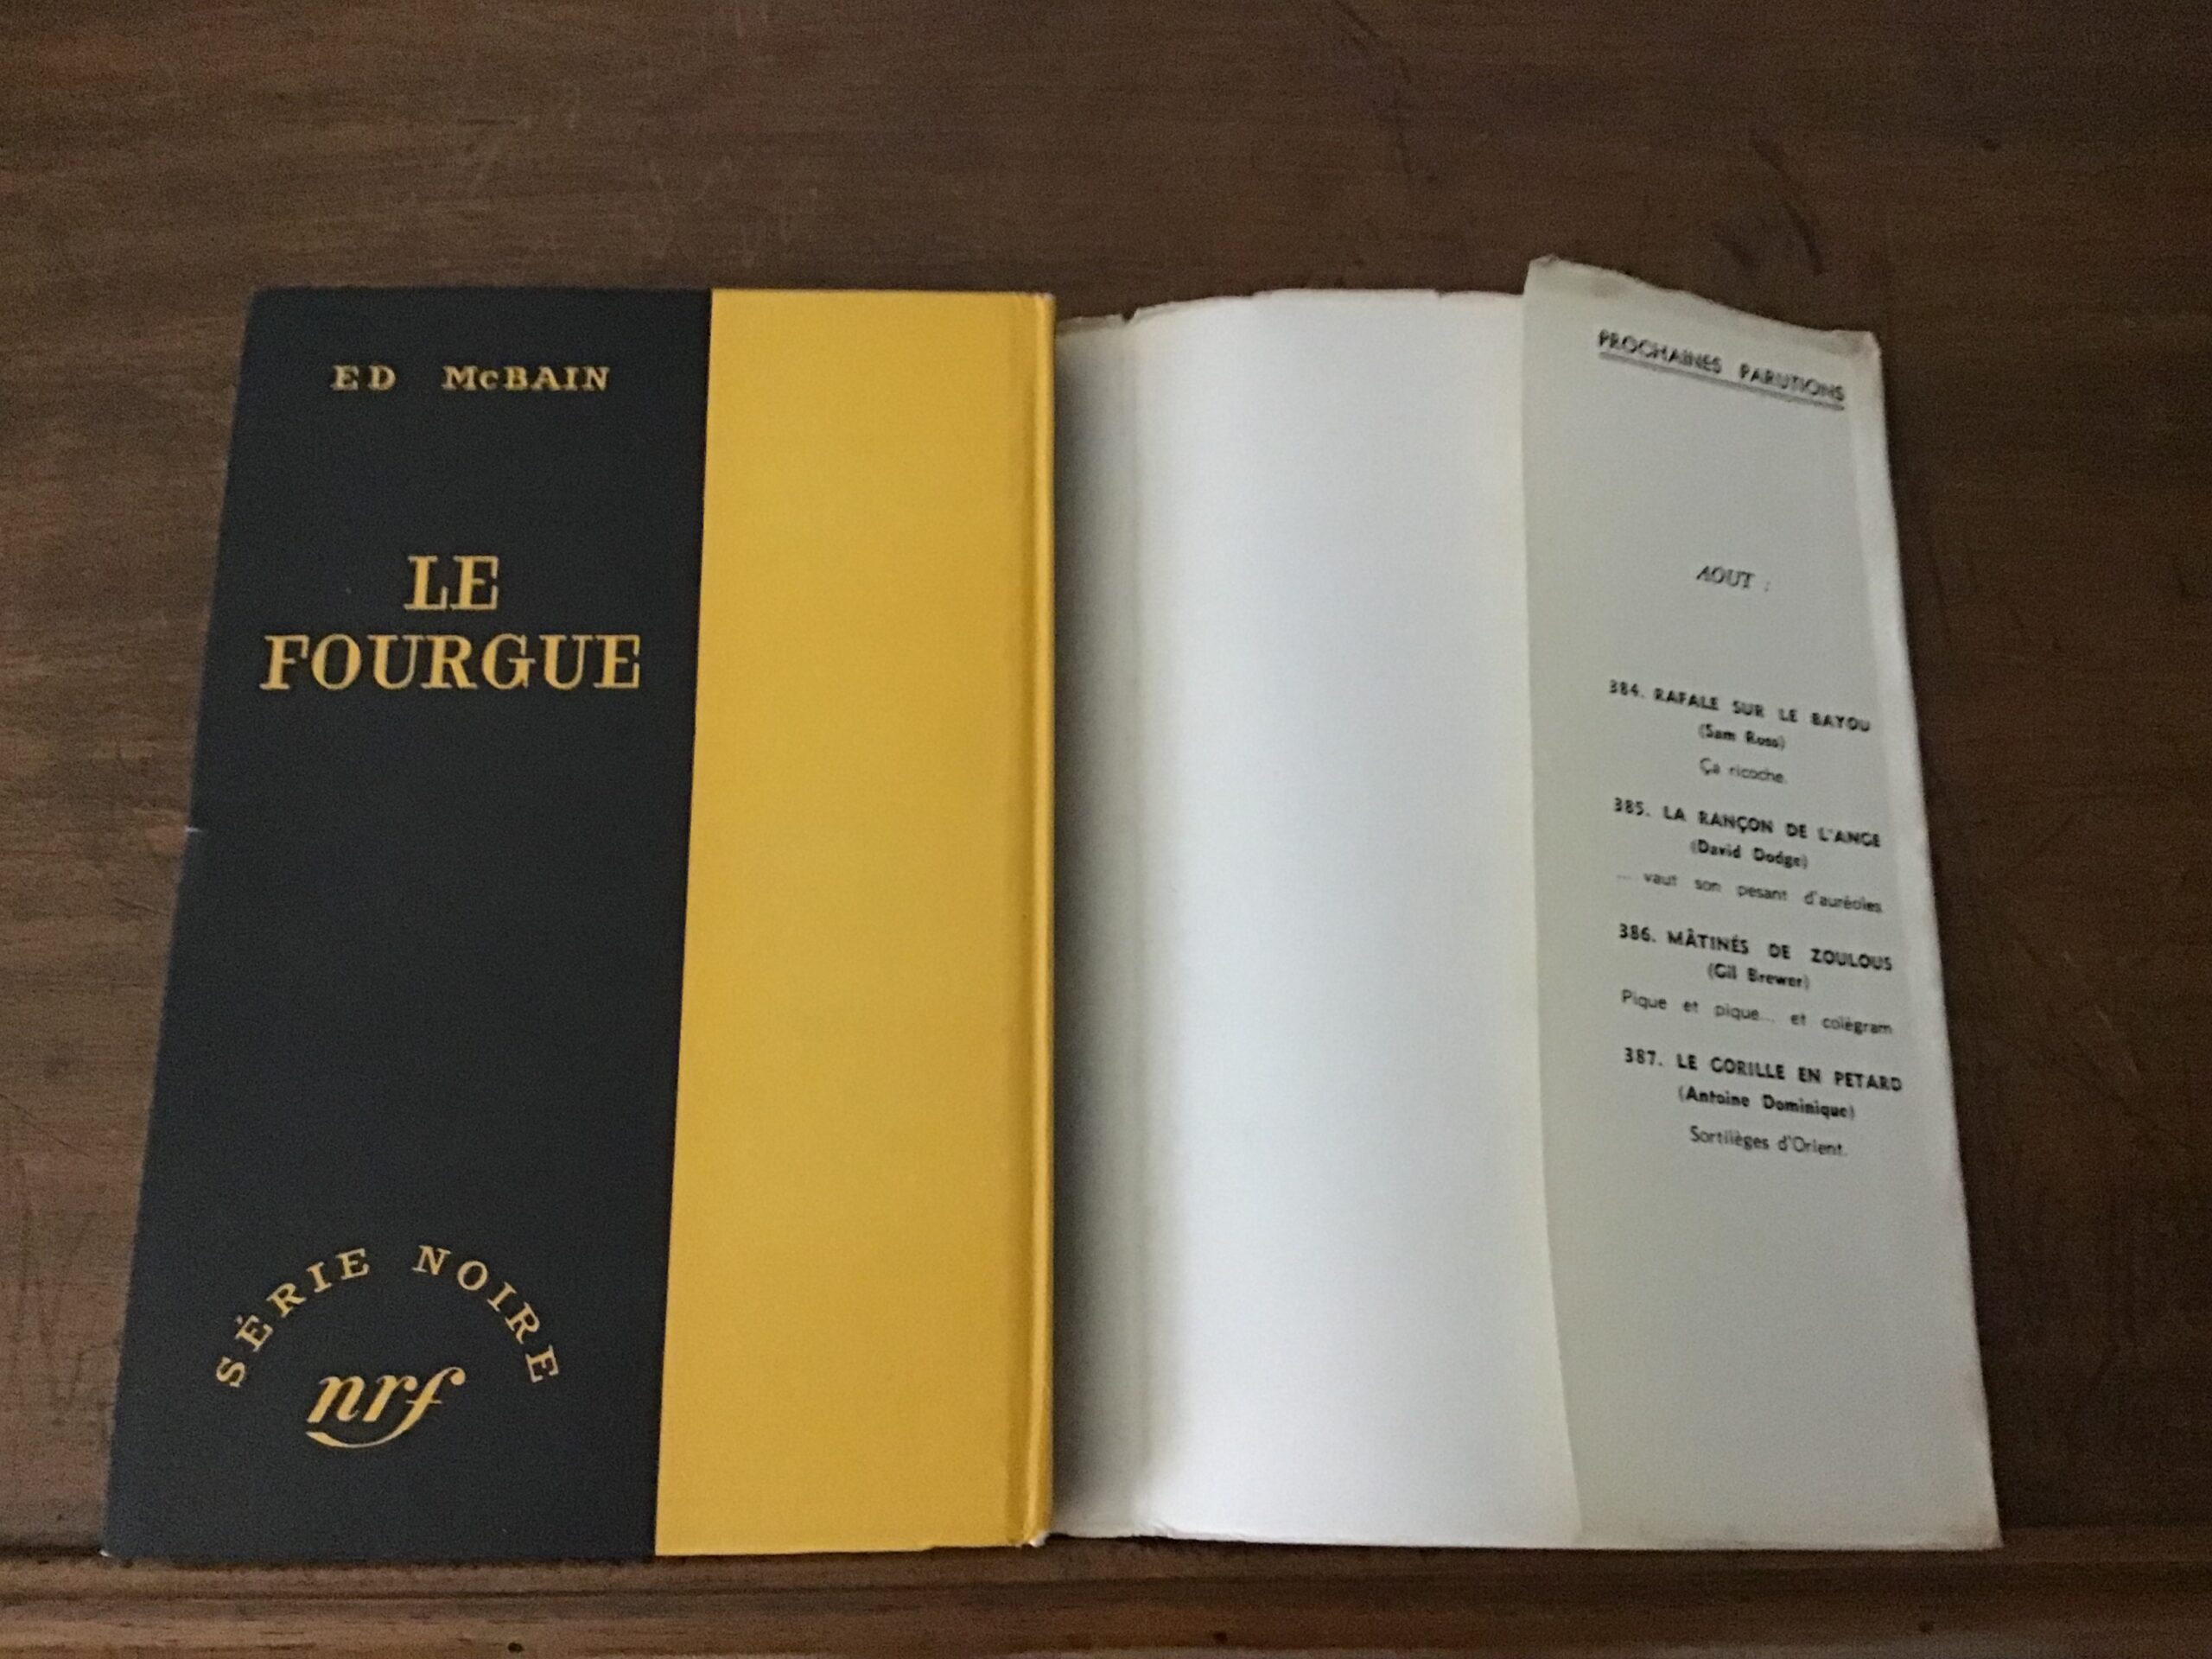 ED McBAIN
LE
FOURGUE
SÉRIE NOIRE
nrf
PROCHAINES PARUTIONS
AOUT :
384. RAFALE SUR LE BAYOU
(Sam Ross)
Ça ricoche.
385. LA RANÇON DE L'ANGE
(David Dodge)
... vaut son pesant d'auréoles
386. MÂTINÉS DE ZOULOUS
(Gil Brewer)
Pique et pique... et colègram
387. LE GORILLE EN PETARD
(Antoine Dominique)
Sortilèges d'Orient.